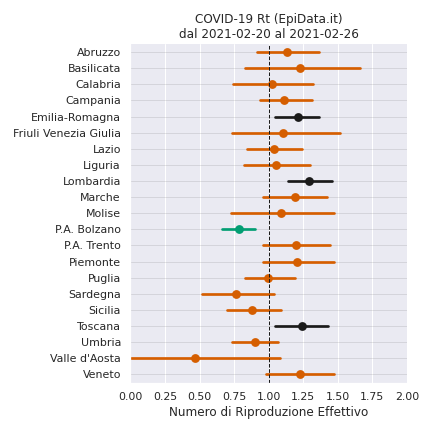 COVID-19 Rt (EpiData.it)
dal 2021-02-20 al 2021-02-26
Abruzzo
Basilicata
Calabria
Campania
Emilia-Romagna
Friuli Venezia Giulia
Lazio
Liguria
Lombardia
Marche
Molise
P.A. Bolzano
P.A. Trento
Piemonte
Puglia
Sardegna
Sicilia
Toscana
Umbria
Valle d'Aosta
Veneto
0.00 0.25 0.50 0.75 1.00 1.25 1.50 1.75 2.00
Numero di Riproduzione Effettivo